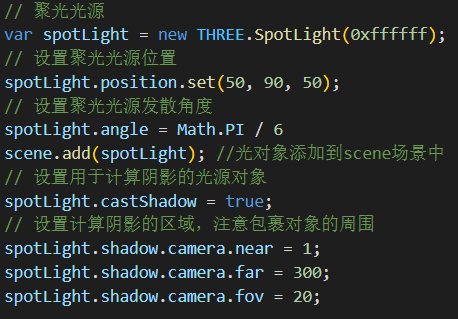 // 聚光光源
var spotLight = new THREE.SpotLight(0xffffff);
// 设置聚光光源位置
spotLight.position.set(50, 90, 50);
// 设置聚光光源发散角度
spotLight.angle = Math.PI / 6
scene.add(spotLight); //光对象添加到scene场景中
// 设置用于计算阴影的光源对象
spotLight.castShadow = true;
// 设置计算阴影的区域，注意包裹对象的周围
spotLight.shadow.camera.near = 1;
spotLight.shadow.camera.far = 300;
spotLight.shadow.camera.fov = 20;